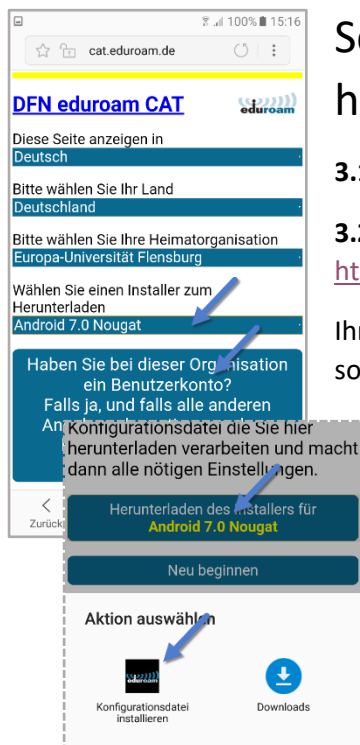 100% 15:16
cat.eduroam.de
DFN eduroam CAT
eduroam
Diese Seite anzeigen in
Deutsch
Bitte wählen Sie Ihr Land
Deutschland
Bitte wählen Sie Ihre Heimatorganisation
Europa-Universität Flensburg
Wählen Sie einen Installer zum
Herunterladen
Android 7.0 Nougat
Haben Sie bei dieser Organisation
ein Benutzerkonto?
Falls ja, und falls alle anderen
Zurück
Konfigurationsdatei die Sie hier
herunterladen verarbeiten und macht
dann alle nötigen Einstellungen.
Herunterladen des Installers für
Android 7.0 Nougat
Neu beginnen
Aktion auswählen
eduroam
Konfigurationsdatei
installieren
Downloads
3.
3.